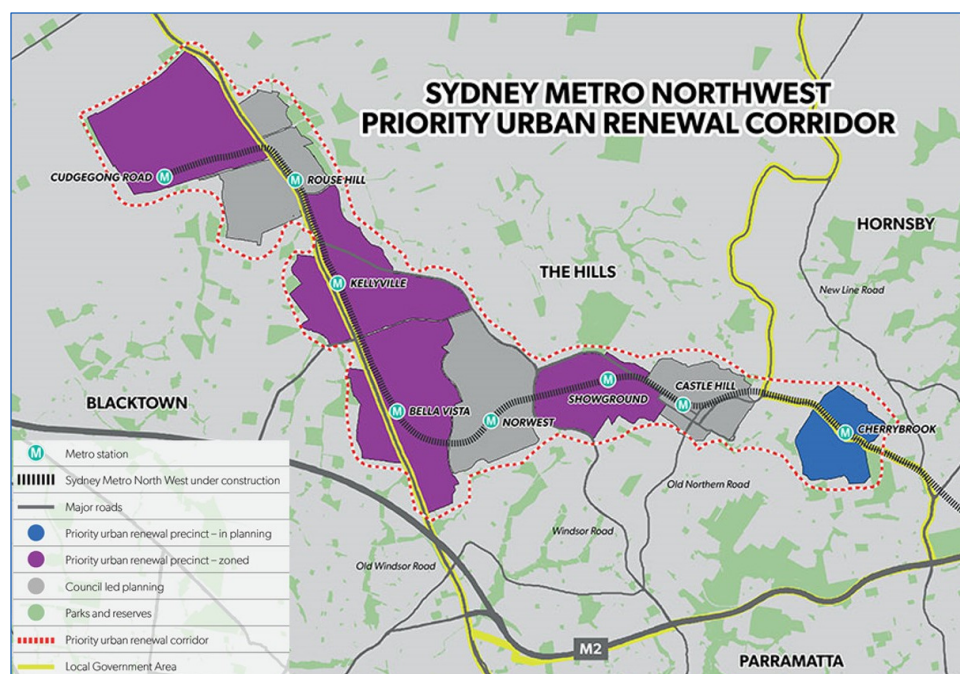 SYDNEY METRO NORTHWEST
PRIORITY URBAN RENEWAL CORRIDOR
CUDGEGONG ROAD
M
M
ROUSE HILL
HORNSBY
THE HILLS
M
KELLYVILLE
New Line Road
BLACKTOWN
M
BELLA VISTA
M
NORWEST
M
SHOWGROUND
CASTLE HILL
M
M
CHERRYBROOK
Old Northern Road
Windsor Road
Old Windsor Road
M2
PARRAMATTA
M
Metro station
Sydney Metro North West under construction
Major roads
Priority urban renewal precinct – in planning
Priority urban renewal precinct – zoned
Council led planning
Parks and reserves
Priority urban renewal corridor
Local Government Area